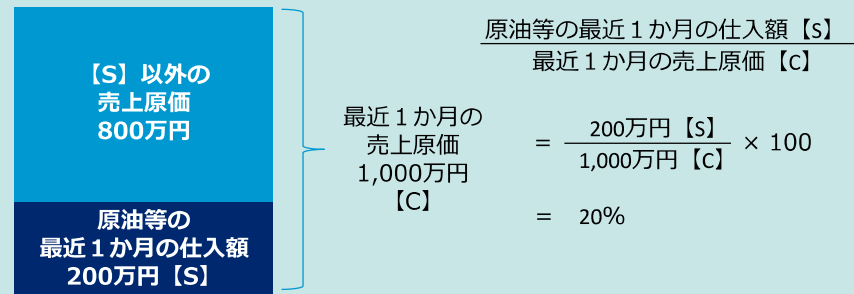 【S】以外の
売上原価
800万円
原油等の
最近１か月の仕入額
200万円【S】
最近１か月の
売上原価
1,000万円
【C】
原油等の最近１か月の仕入額【S】
最近１か月の売上原価【C】
= 200万円【S】 × 100
1,000万円【C】
= 20%